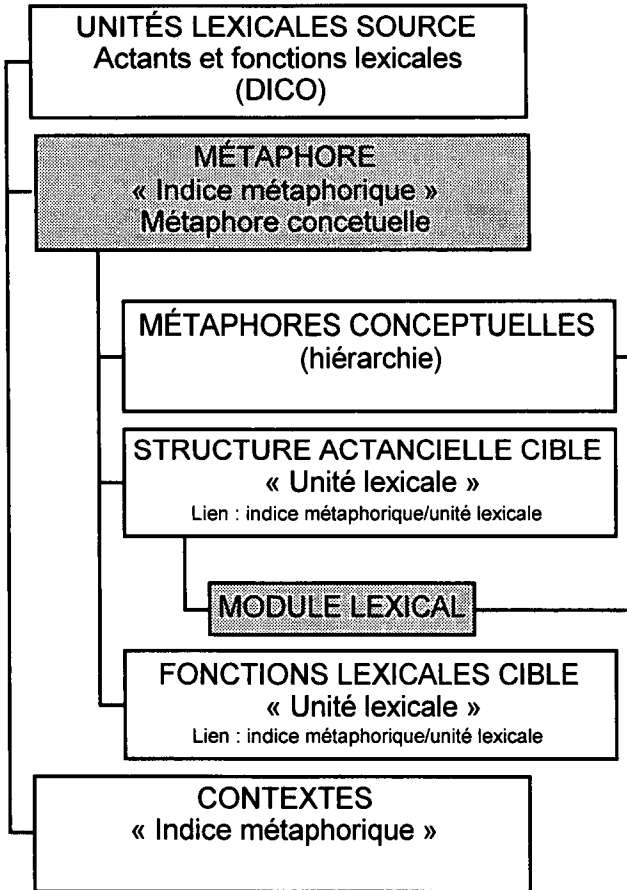 UNITÉS LEXICALES SOURCE
Actants et fonctions lexicales
(DICO)
MÉTAPHORE
« Indice métaphorique »
Métaphore concetuelle
MÉTAPHORES CONCEPTUELLES
(hiérarchie)
STRUCTURE ACTANCIELLE CIBLE
« Unité lexicale »
Lien : indice métaphorique/unité lexicale
MODULE LEXICAL
FONCTIONS LEXICALES CIBLE
« Unité lexicale »
Lien : indice métaphorique/unité lexicale
CONTEXTES
« Indice métaphorique »